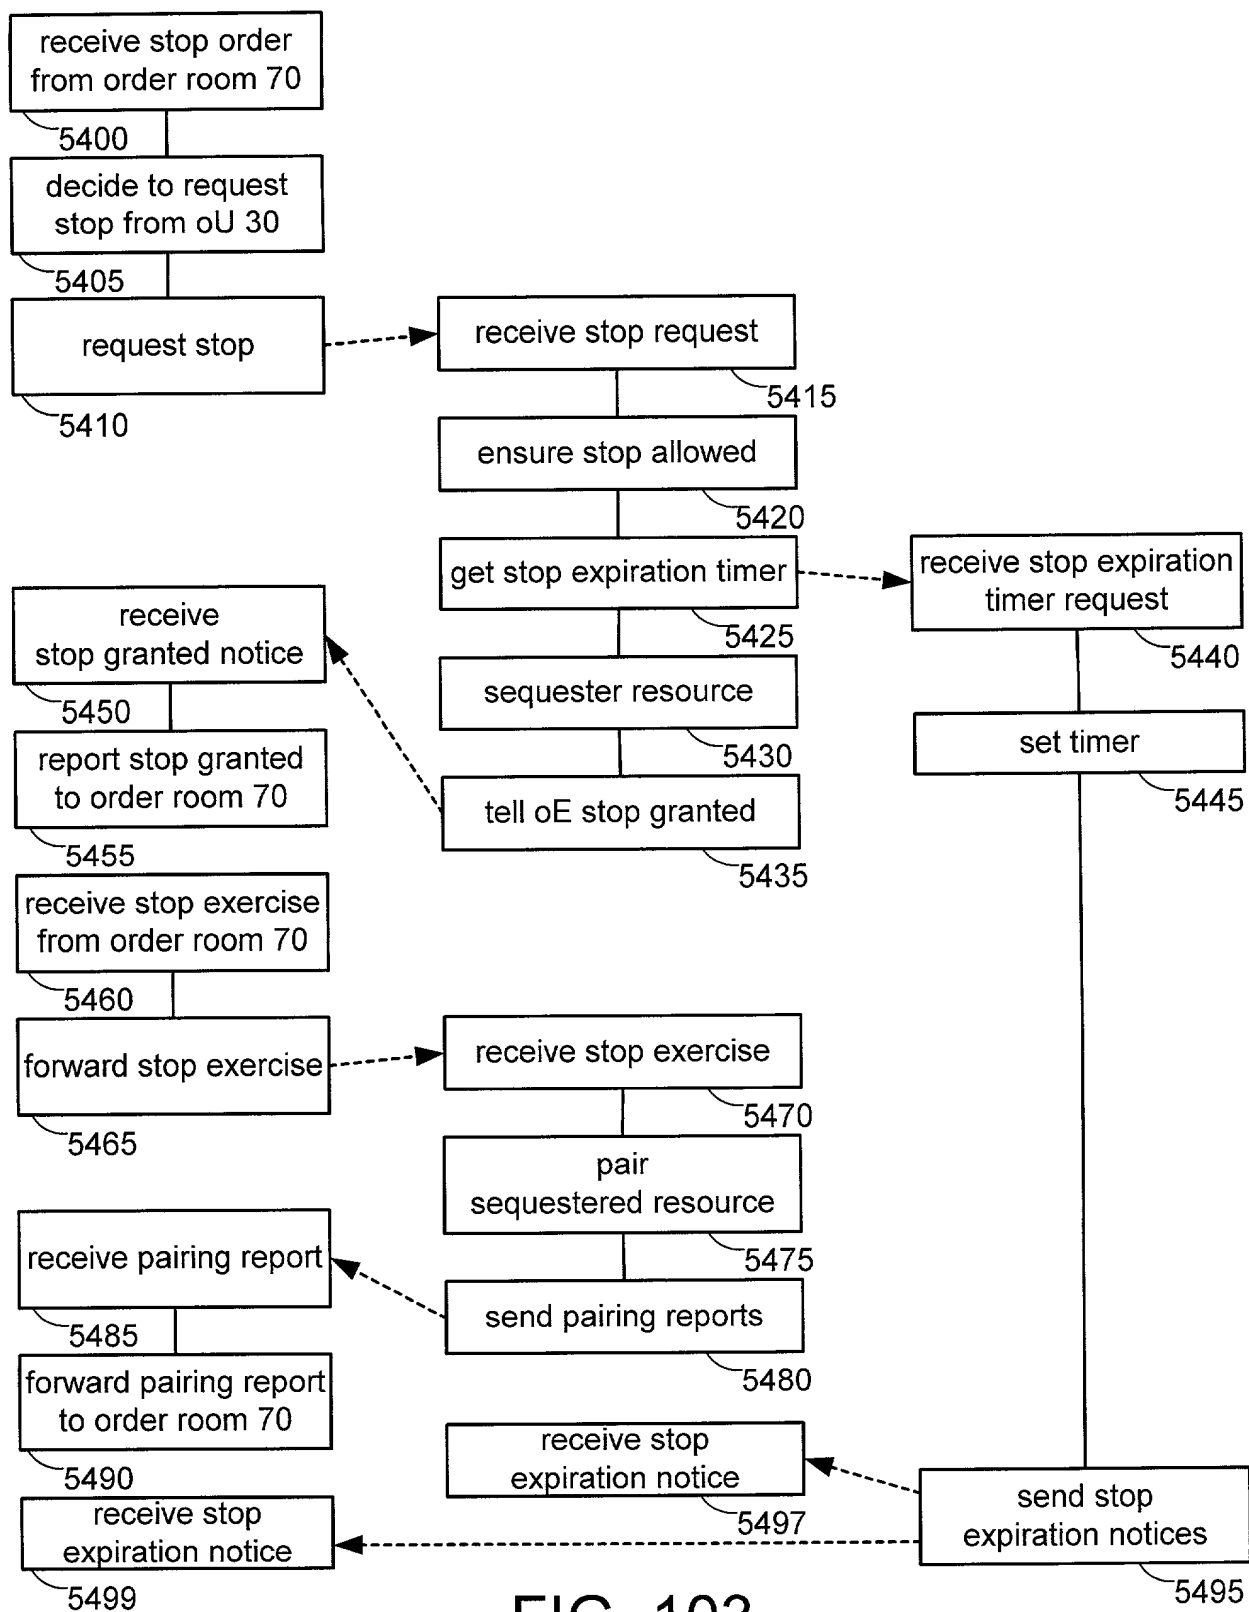 receive stop order
from order room 70
5400
decide to request
stop from oU 30
5405
request stop
5410
receive stop request
5415
ensure stop allowed
5420
get stop expiration timer
5425
receive stop expiration
timer request
5440
receive
stop granted notice
5450
sequester resource
5430
set timer
5445
report stop granted
to order room 70
5455
tell oE stop granted
5435
receive stop exercise
from order room 70
5460
forward stop exercise
5465
receive stop exercise
5470
pair
sequestered resource
5475
receive pairing report
5485
send pairing reports
5480
forward pairing report
to order room 70
5490
receive stop
expiration notice
5497
send stop
expiration notices
5495
receive stop
expiration notice
5499
FIG. 103